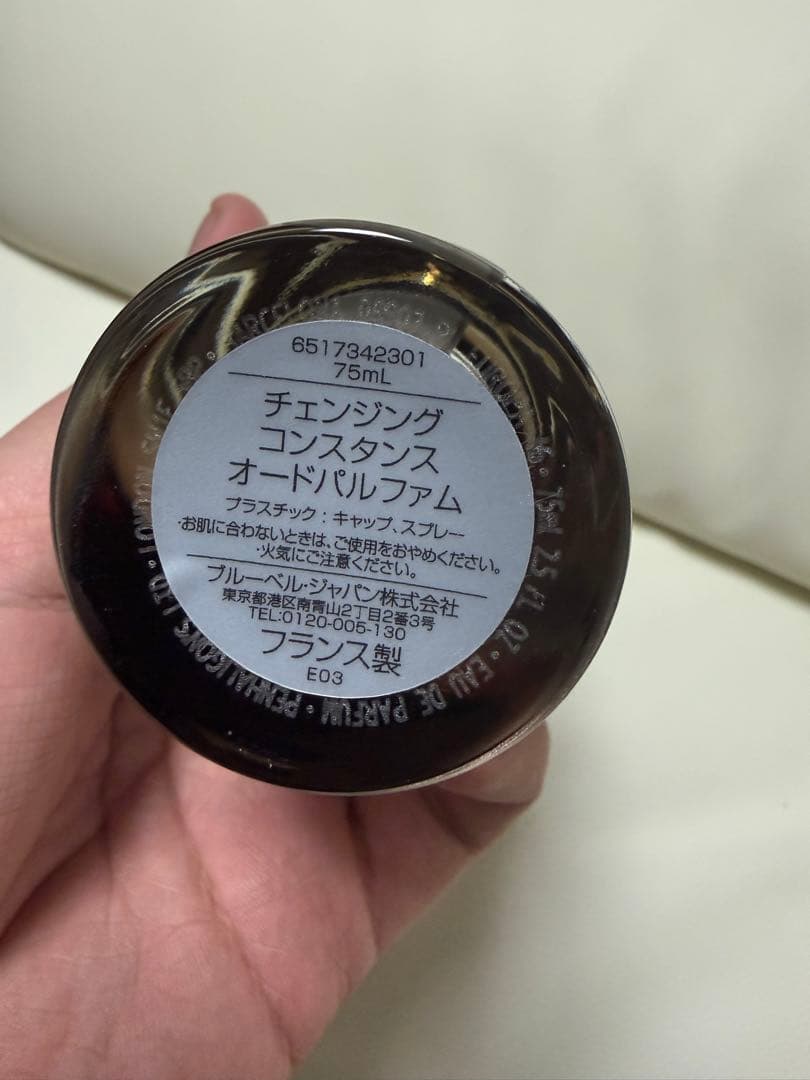 6517342301
75mL
チェンジング
コンスタンス
オードパルファム
プラスチック：キャップ、スプレー
・お肌に合わないときは、ご使用をおやめください。
・火気にご注意ください。
ブルーベル・ジャパン株式会社
東京都港区南青山2丁目2番3号
TEL:0120-005-130
フランス製
E03
75ml 2.5 FL OZ • EAU DE PARFUM • PENHALIGON'S LTD • LONDON